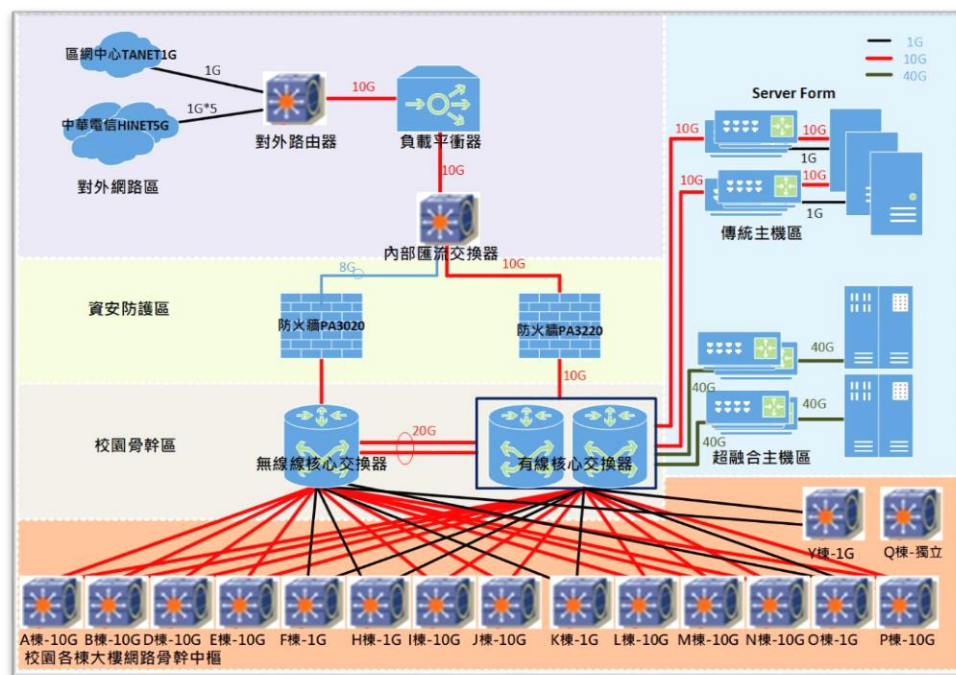 區網中心TANET1G
1G
中華電信HINET5G
1G*5
對外網路區
對外路由器
10G
負載平衡器
10G
內部匯流交換器
8G
10G
資安防護區
防火牆PA3020
防火牆PA3220
10G
校園骨幹區
無線線核心交換器
20G
有線核心交換器
1G
10G
40G
Server Form
10G
10G
1G
10G
10G
1G
傳統主機區
40G
40G
40G
40G
超融合主機區
Y棟-1G
Q棟-獨立
A棟-10G
B棟-10G
D棟-10G
E棟-10G
F棟-1G
H棟-1G
I棟-10G
J棟-10G
K棟-1G
L棟-10G
M棟-10G
N棟-10G
O棟-1G
P棟-10G
校園各棟大樓網路骨幹中樞